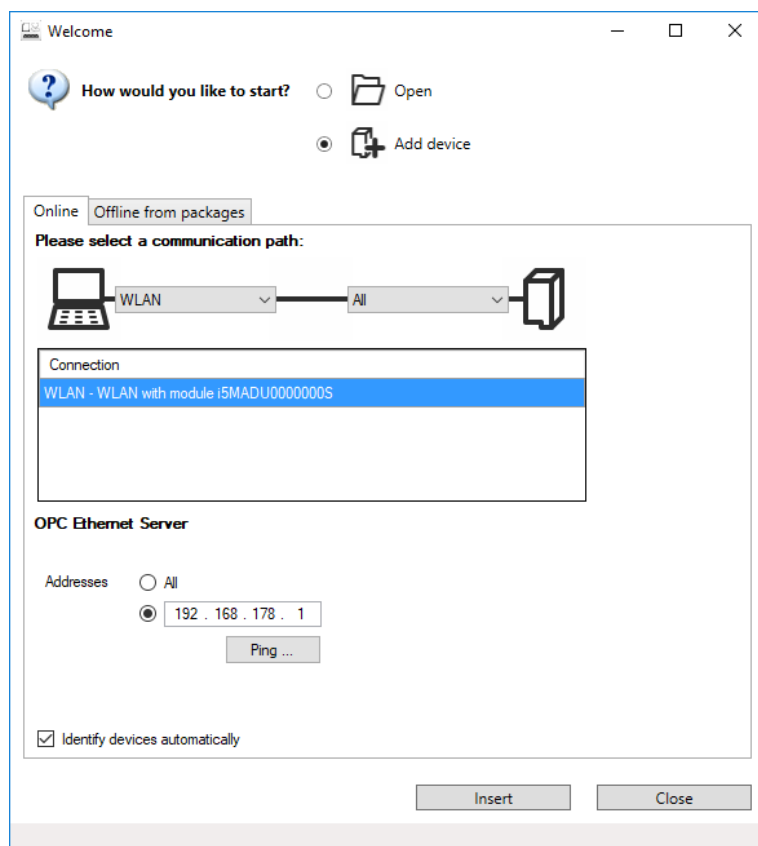 Welcome
How would you like to start?
Open
Add device
Online
Offline from packages
Please select a communication path:
WLAN
All
Connection
WLAN - WLAN with module i5MADU0000000S
OPC Ethernet Server
Addresses
All
192 . 168 . 178 . 1
Ping ...
Identify devices automatically
Insert
Close